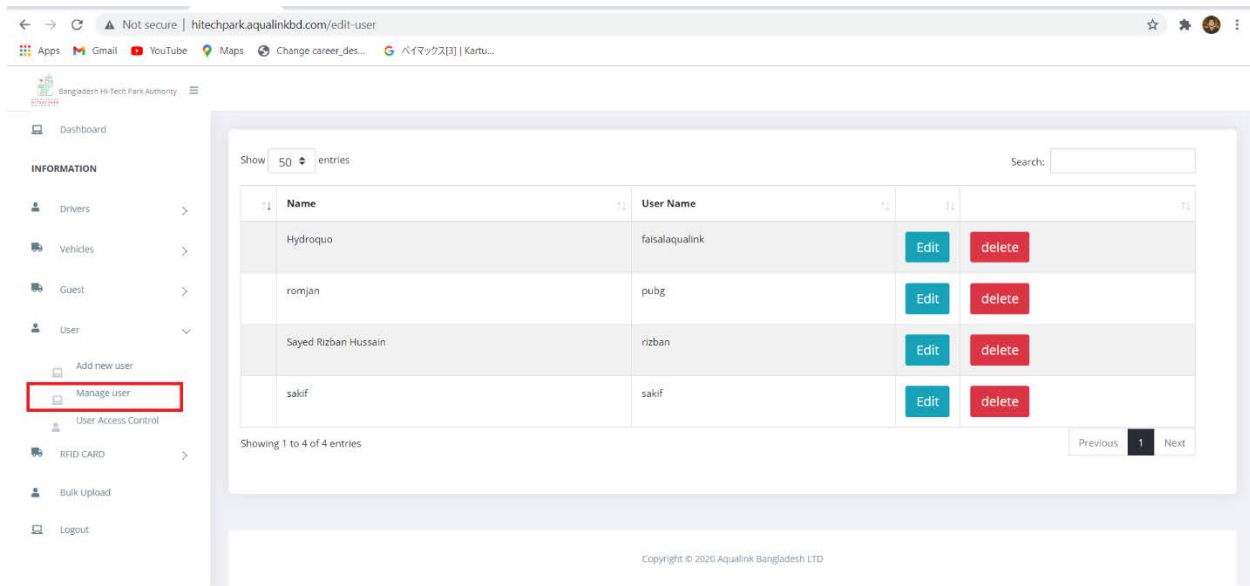 Not secure | hitechpark.aqualinkbd.com/edit-user
Apps Gmail YouTube Maps Change career_des... ベイマックス[3] | Kartu...
Bangladesh Hi-Tech Park Authority
Dashboard
INFORMATION
Drivers
Vehicles
Guest
User
Add new user
Manage user
User Access Control
RFID CARD
Bulk Upload
Logout
Show 50 entries Search:
Name User Name
Hydroquo faisalaqualink Edit delete
romjan pubg Edit delete
Sayed Rizban Hussain rizban Edit delete
sakif sakif Edit delete
Showing 1 to 4 of 4 entries Previous 1 Next
Copyright © 2020 Aqualink Bangladesh LTD